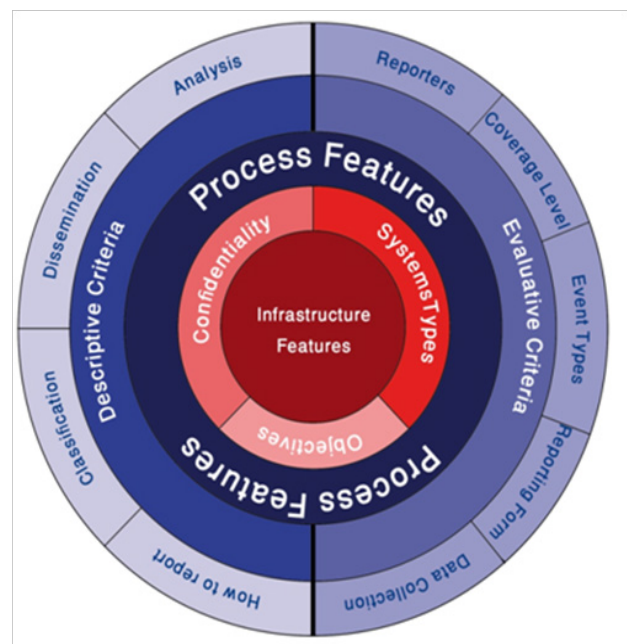 Analysis
Reporters
Dissemination
Coverage Level
Process Features
Descriptive Criteria
Evaluative Criteria
Confidentiality
SystemsTypes
Event Types
Infrastructure
Features
Objectives
Classification
Reporting Form
Process Features
How to report
Data Collection